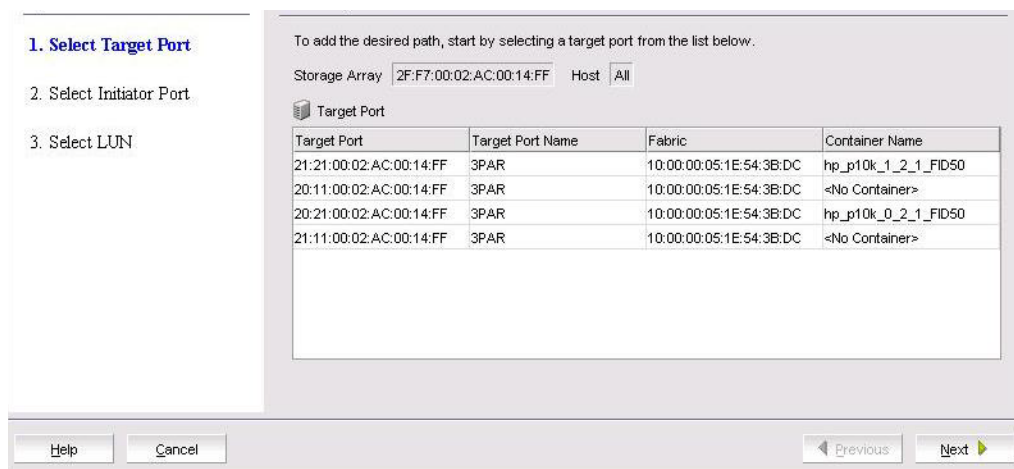 1. Select Target Port
2. Select Initiator Port
3. Select LUN
To add the desired path, start by selecting a target port from the list below.
Storage Array 2F:F7:00:02:AC:00:14:FF Host All
Target Port
Target Port Target Port Name Fabric Container Name
21:21:00:02:AC:00:14:FF 3PAR 10:00:00:05:1E:54:3B:DC hp_p10k_1_2_1_FID50
20:11:00:02:AC:00:14:FF 3PAR 10:00:00:05:1E:54:3B:DC <No Container>
20:21:00:02:AC:00:14:FF 3PAR 10:00:00:05:1E:54:3B:DC hp_p10k_0_2_1_FID50
21:11:00:02:AC:00:14:FF 3PAR 10:00:00:05:1E:54:3B:DC <No Container>
Help Cancel Previous Next